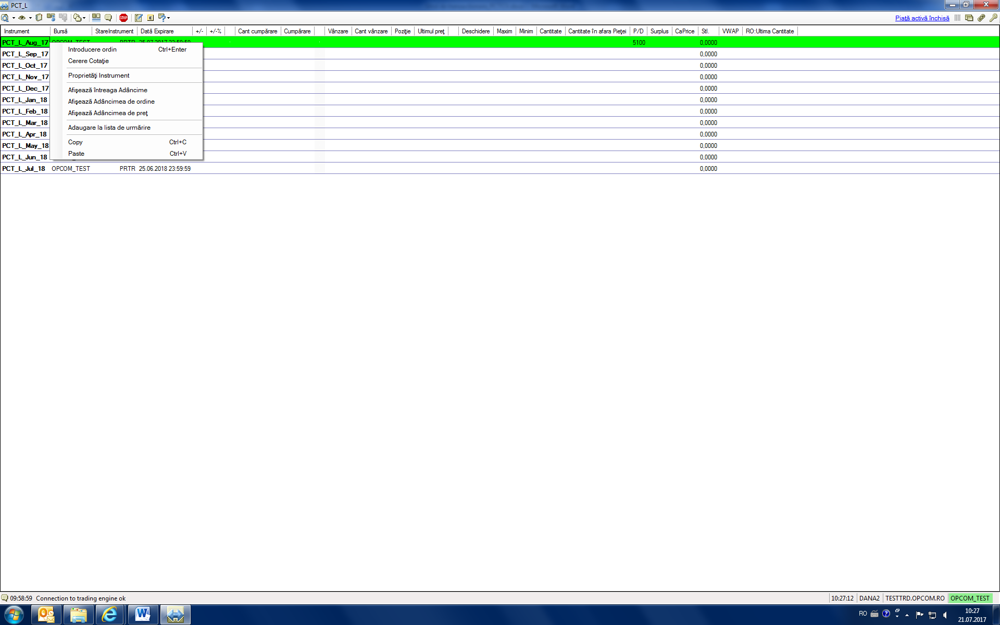 PCT_L
Piaţă activă închisă
Instrument Bursă StareInstrument Dată Expirare +/- +/-% Cant cumpărare Cumpărare Vânzare Cant vânzare Poziţie Ultimul preţ Deschidere Maxim Minim Cantitate Cantitate în afara Pieţei P/D Surplus CaPrice Stl. VWAP RO:Ultima Cantitate
PCT_L_Aug_17 OPCOM_TEST PRTR 25.07.2017 23:59:59 5100 0,0000
PCT_L_Sep_17 0,0000
PCT_L_Oct_17 0,0000
PCT_L_Nov_17 0,0000
PCT_L_Dec_17 0,0000
PCT_L_Jan_18 0,0000
PCT_L_Feb_18 0,0000
PCT_L_Mar_18 0,0000
PCT_L_Apr_18 0,0000
PCT_L_May_18 0,0000
PCT_L_Jun_18 0,0000
PCT_L_Jul_18 OPCOM_TEST PRTR 25.06.2018 23:59:59 0,0000
Introducere ordin Ctrl+Enter
Cerere Cotaţie
Proprietăţi Instrument
Afişează întreaga Adâncime
Afişează Adâncimea de ordine
Afişează Adâncimea de preţ
Adaugare la lista de urmărire
Copy Ctrl+C
Paste Ctrl+V
09:58:59 Connection to trading engine ok
10:27:12 DANA2 TESTTRD.OPCOM.RO OPCOM_TEST
RO
10:27
21.07.2017
STOP
E